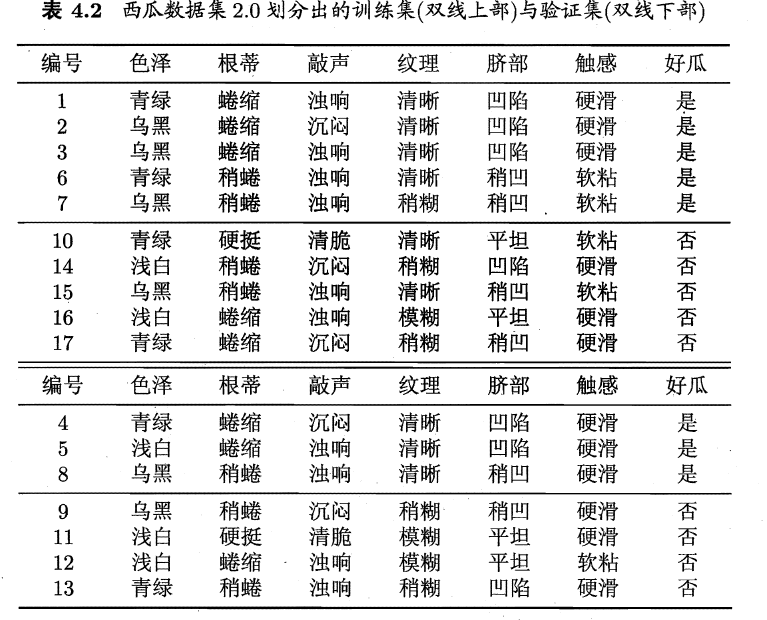 表 4.2 西瓜数据集 2.0 划分出的训练集(双线上部)与验证集(双线下部)
编号 色泽 根蒂 敲声 纹理 脐部 触感 好瓜
1 青绿 蜷缩 浊响 清晰 凹陷 硬滑 是
2 乌黑 蜷缩 沉闷 清晰 凹陷 硬滑 是
3 乌黑 蜷缩 浊响 清晰 凹陷 硬滑 是
6 青绿 稍蜷 浊响 清晰 稍凹 软粘 是
7 乌黑 稍蜷 浊响 稍糊 稍凹 软粘 是
10 青绿 硬挺 清脆 清晰 平坦 软粘 否
14 浅白 稍蜷 沉闷 稍糊 凹陷 硬滑 否
15 乌黑 稍蜷 浊响 清晰 稍凹 软粘 否
16 浅白 蜷缩 浊响 模糊 平坦 硬滑 否
17 青绿 蜷缩 沉闷 稍糊 稍凹 硬滑 否
编号 色泽 根蒂 敲声 纹理 脐部 触感 好瓜
4 青绿 蜷缩 沉闷 清晰 凹陷 硬滑 是
5 浅白 蜷缩 浊响 清晰 凹陷 硬滑 是
8 乌黑 稍蜷 浊响 清晰 稍凹 硬滑 是
9 乌黑 稍蜷 沉闷 稍糊 稍凹 硬滑 否
11 浅白 硬挺 清脆 模糊 平坦 硬滑 否
12 浅白 蜷缩 浊响 模糊 平坦 软粘 否
13 青绿 稍蜷 浊响 稍糊 凹陷 硬滑 否